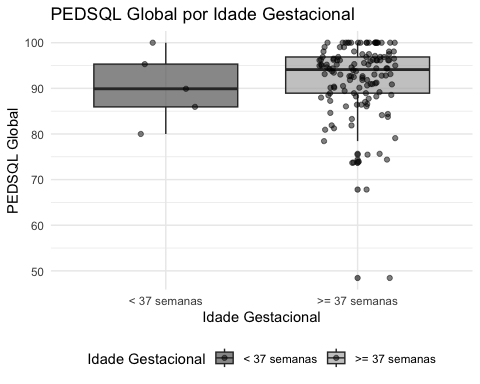 PEDSQL Global por Idade Gestacional
PEDSQL Global
100
90
80
70
60
50
< 37 semanas
>= 37 semanas
Idade Gestacional
Idade Gestacional
< 37 semanas
>= 37 semanas